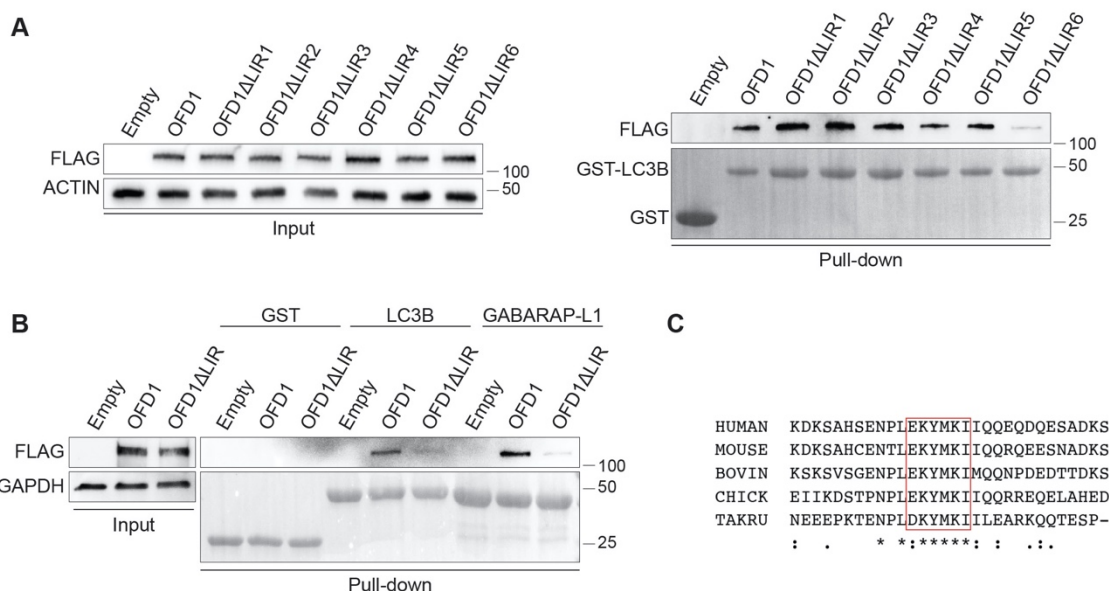 A
Empty
OFD1
OFD1ΔLIR1
OFD1ΔLIR2
OFD1ΔLIR3
OFD1ΔLIR4
OFD1ΔLIR5
OFD1ΔLIR6
FLAG
100
ACTIN
50
Input
Empty
OFD1
OFD1ΔLIR1
OFD1ΔLIR2
OFD1ΔLIR3
OFD1ΔLIR4
OFD1ΔLIR5
OFD1ΔLIR6
FLAG
100
GST-LC3B
50
GST
25
Pull-down
B
GST
LC3B
GABARAP-L1
Empty
OFD1
OFD1ΔLIR
Empty
OFD1
OFD1ΔLIR
Empty
OFD1
OFD1ΔLIR
Empty
OFD1
OFD1ΔLIR
FLAG
100
GAPDH
50
25
Input
Pull-down
C
HUMAN KDKSAHSENPLEKYMKIIQQEQDQESADKS
MOUSE KDKSAHCENTLEKYMKIIQQRQEESNADKS
BOVIN KSKSVSGENPLEKYMKIMQQNPDEDTTDKS
CHICK EIIKDSTPNPLEKYMKIIQQRREQELAHED
TAKRU NEEEPKTENPLDKYMKIILEARKQQTESP-
: . * *:*****: : .:.